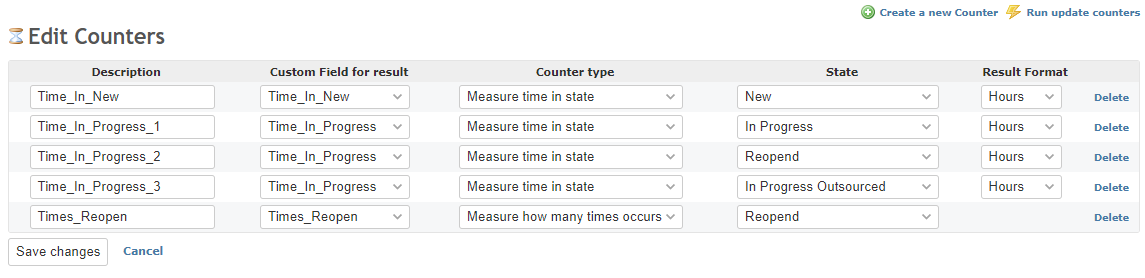 Create a new Counter Run update counters
Edit Counters
Description Custom Field for result Counter type State Result Format
Time_In_New Time_In_New Measure time in state New Hours Delete
Time_In_Progress_1 Time_In_Progress Measure time in state In Progress Hours Delete
Time_In_Progress_2 Time_In_Progress Measure time in state Reopend Hours Delete
Time_In_Progress_3 Time_In_Progress Measure time in state In Progress Outsourced Hours Delete
Times_Reopen Times_Reopen Measure how many times occurs Reopend Delete
Save changes Cancel